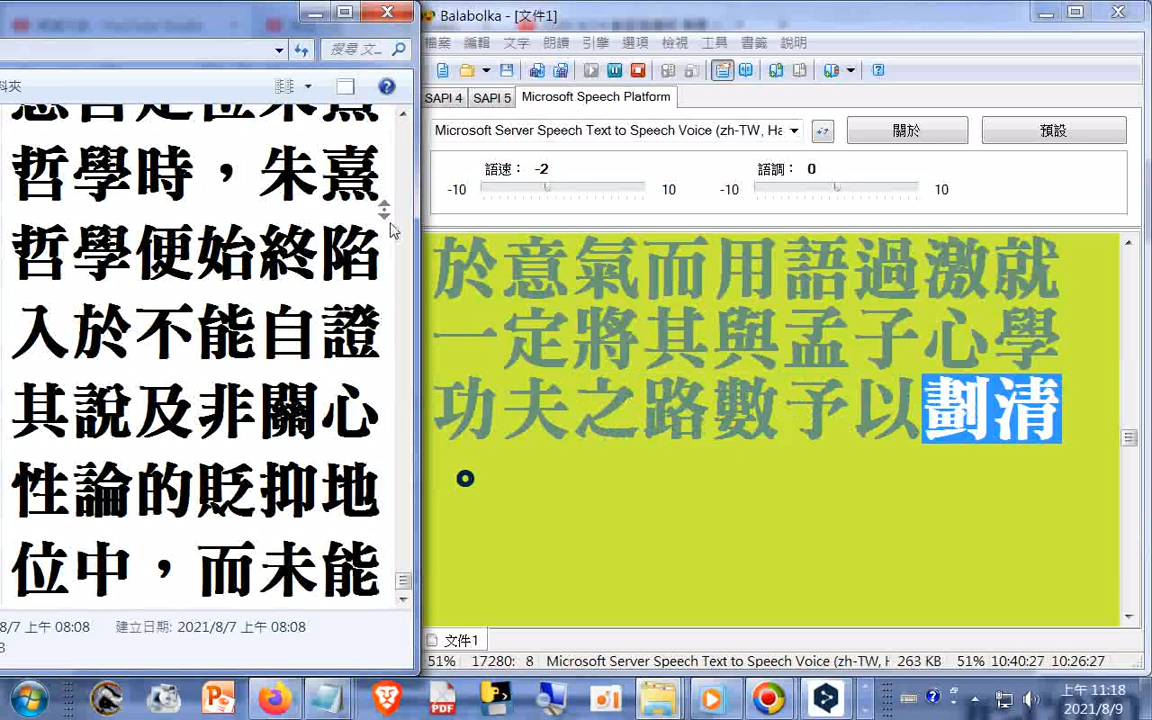 搜尋 文...
料夾
哲學時，朱熹
哲學便始終陷
入於不能自證
其說及非關心
性論的貶抑地
位中，而未能
8/7 上午 08:08 建立日期: 2021/8/7 上午 08:08
Balabolka - [文件1]
檔案 編輯 文字 朗讀 引擎 選項 檢視 工具 書籤 說明
SAPI 4 SAPI 5 Microsoft Speech Platform
Microsoft Server Speech Text to Speech Voice (zh-TW, Ha
關於 預設
語速： -2 語調： 0
-10 10 -10 10
於意氣而用語過激就
一定將其與孟子心學
功夫之路數予以劃清
。
文件1
51% 17280: 8 Microsoft Server Speech Text to Speech Voice (zh-TW, H 263 KB 51% 10:40:27 10:26:27
PDF
上午 11:18
2021/8/9